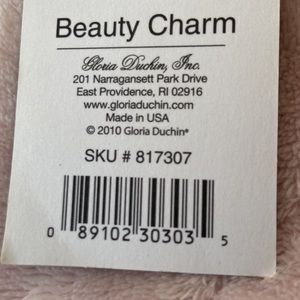 Beauty Charm
Gloria Duchin, Inc.
201 Narragansett Park Drive
East Providence, RI 02916
www.gloriaduchin.com
Made in USA
© 2010 Gloria Duchin®
SKU # 817307
0 89102 30303 5